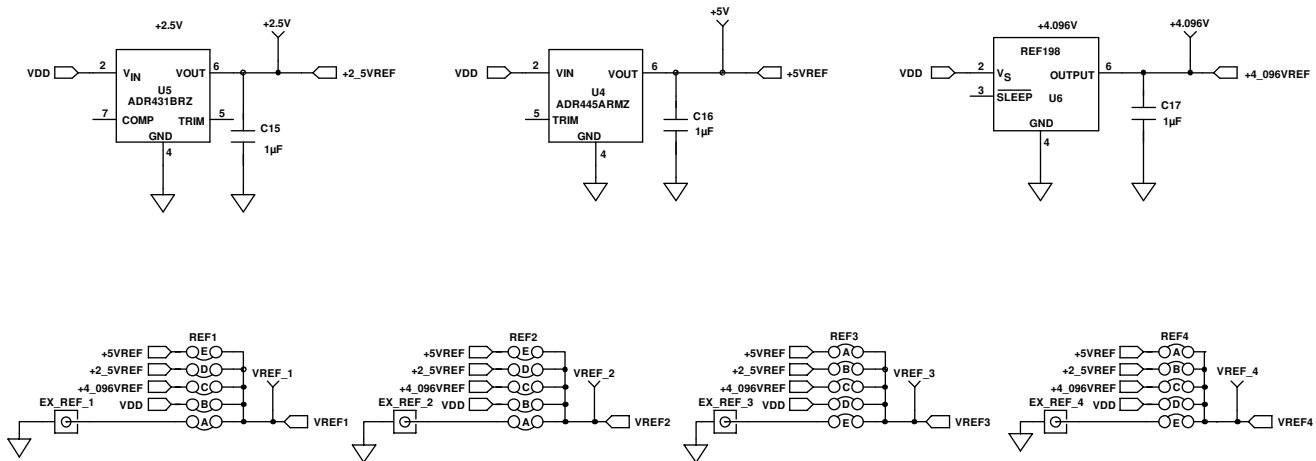 +2.5V
+2.5V
VDD
2
VIN
VOUT
6
+2_5VREF
U5
ADR431BRZ
7
COMP
TRIM
5
GND
4
C15
1µF
+5V
VDD
2
VIN
VOUT
6
+5VREF
U4
ADR445ARMZ
5
TRIM
GND
4
C16
1µF
+4.096V
+4.096V
REF198
VDD
2
VS
OUTPUT
6
+4_096VREF
3
SLEEP
U6
GND
4
C17
1µF
REF1
+5VREF
E
+2_5VREF
D
VREF_1
+4_096VREF
C
EX_REF_1
VDD
B
A
VREF1
REF2
+5VREF
E
+2_5VREF
D
VREF_2
+4_096VREF
C
EX_REF_2
VDD
B
A
VREF2
REF3
+5VREF
A
+2_5VREF
B
VREF_3
+4_096VREF
C
EX_REF_3
VDD
D
E
VREF3
REF4
+5VREF
A
+2_5VREF
B
VREF_4
+4_096VREF
C
EX_REF_4
VDD
D
E
VREF4